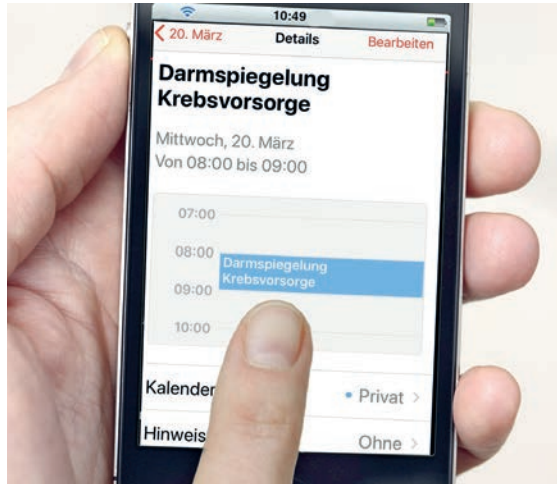 10:49
20. März Details Bearbeiten
Darmspiegelung
Krebsvorsorge
Mittwoch, 20. März
Von 08:00 bis 09:00
07:00
08:00
Darmspiegelung
Krebsvorsorge
09:00
10:00
Kalender Privat
Hinweis Ohne